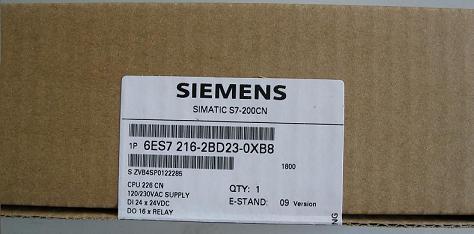 SIEMENS
SIMATIC S7-200CN
1P 6ES7 216-2BD23-0XB8
1800
S ZVB4SP0122285
CPU 226 CN
120/230VAC SUPPLY QTY: 1
DI 24 x 24VDC E-STAND: 09 Version
DO 16 x RELAY
NG